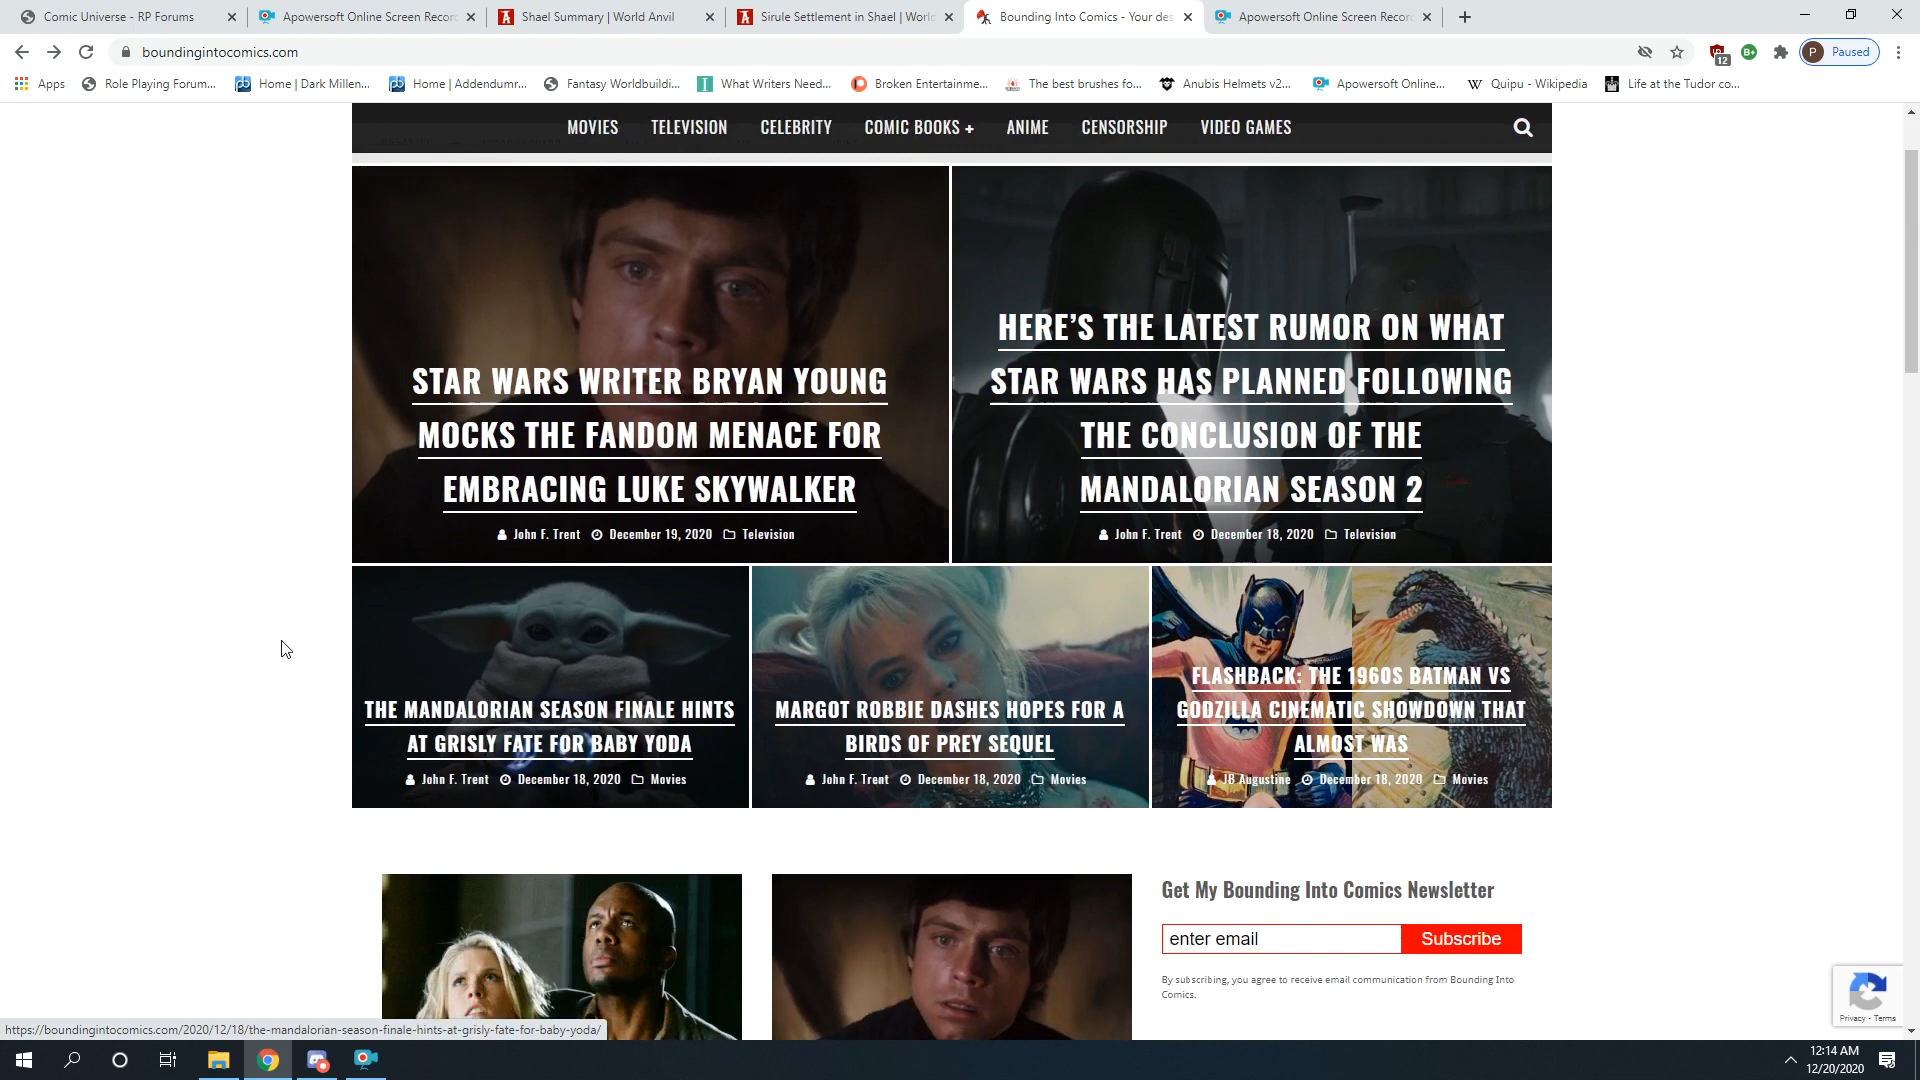 Comic Universe - RP Forums
Apowersoft Online Screen Recor
Shael Summary | World Anvil
Sirule Settlement in Shael | World
Bounding Into Comics - Your des
Apowersoft Online Screen Recor
boundingintocomics.com
12
B+
P Paused
Apps
Role Playing Forum...
Home | Dark Millen...
Home | Addendumr...
Fantasy Worldbuildi...
What Writers Need...
Broken Entertainme...
The best brushes fo...
Anubis Helmets v2...
Apowersoft Online...
W Quipu - Wikipedia
Life at the Tudor co...
MOVIES TELEVISION CELEBRITY COMIC BOOKS + ANIME CENSORSHIP VIDEO GAMES
STAR WARS WRITER BRYAN YOUNG
MOCKS THE FANDOM MENACE FOR
EMBRACING LUKE SKYWALKER
John F. Trent December 19, 2020 Television
HERE'S THE LATEST RUMOR ON WHAT
STAR WARS HAS PLANNED FOLLOWING
THE CONCLUSION OF THE
MANDALORIAN SEASON 2
John F. Trent December 18, 2020 Television
THE MANDALORIAN SEASON FINALE HINTS
AT GRISLY FATE FOR BABY YODA
John F. Trent December 18, 2020 Movies
MARGOT ROBBIE DASHES HOPES FOR A
BIRDS OF PREY SEQUEL
John F. Trent December 18, 2020 Movies
FLASHBACK: THE 1960S BATMAN VS
GODZILLA CINEMATIC SHOWDOWN THAT
ALMOST WAS
JB Augustine December 18, 2020 Movies
Get My Bounding Into Comics Newsletter
enter email
Subscribe
By subscribing, you agree to receive email communication from Bounding Into
Comics.
Privacy - Terms
https://boundingintocomics.com/2020/12/18/the-mandalorian-season-finale-hints-at-grisly-fate-for-baby-yoda/
12:14 AM
12/20/2020